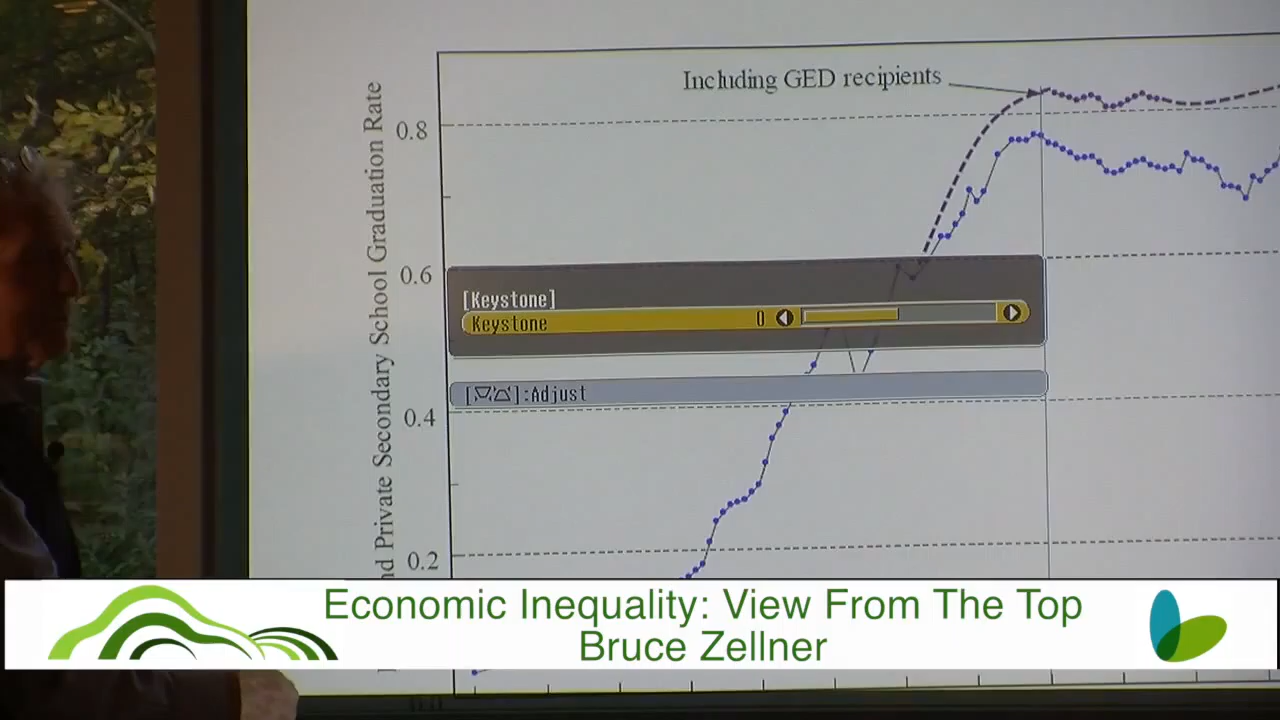 Including GED recipients
nd Private Secondary School Graduation Rate
0.8
0.6
[Keystone]
Keystone 0
:Adjust
0.4
0.2
Economic Inequality: View From The Top
Bruce Zellner